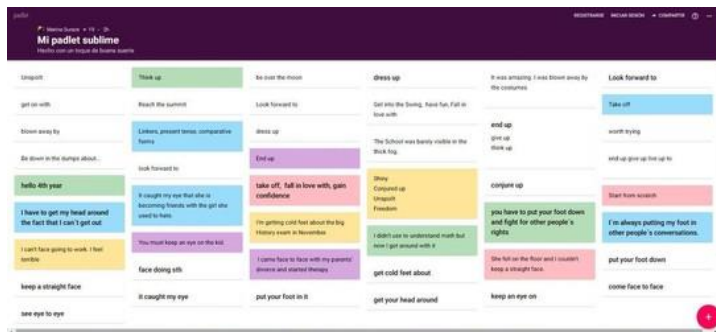 padlet
REGISTRARSE INICIAR SESIÓN COMPARTIR
Marina Surace + 19 • 2h
Mi padlet sublime
Hecho con un toque de buena suerte
Unspoilt
get on with
blown away by
Be down in the dumps about...
hello 4th year
I have to get my head around
the fact that I can´t get out
I can't face going to work. I feel
terrible
keep a straight face
see eye to eye
Think up
Reach the summit
Linkers, present tense, comparative
forms
look forward to
It caught my eye that she is
becoming friends with the girl she
used to hate.
You must keep an eye on the kid.
face doing sth
it caught my eye
be over the moon
Look forward to
dress up
End up
take off, fall in love with, gain
confidence
I'm getting cold feet about the big
History exam in November
I came face to face with my parents'
divorce and started therapy.
put your foot in it
dress up
Get into the Swing, have fun, Fall in
love with
The School was barely visible in the
thick fog.
Shiny
Conjured up
Unspoilt
Freedom
I didn't use to understand math but
now I got around with it
get cold feet about
get your head around
It was amazing. I was blown away by
the costumes
end up
give up
think up
conjure up
you have to put your foot down
and fight for other people´s
rights
She fell on the floor and I couldn't
keep a straight face.
keep an eye on
Look forward to
Take off
worth trying
end up give up live up to
Start from scratch
I´m always putting my foot in
other people´s conversations.
put your foot down
come face to face